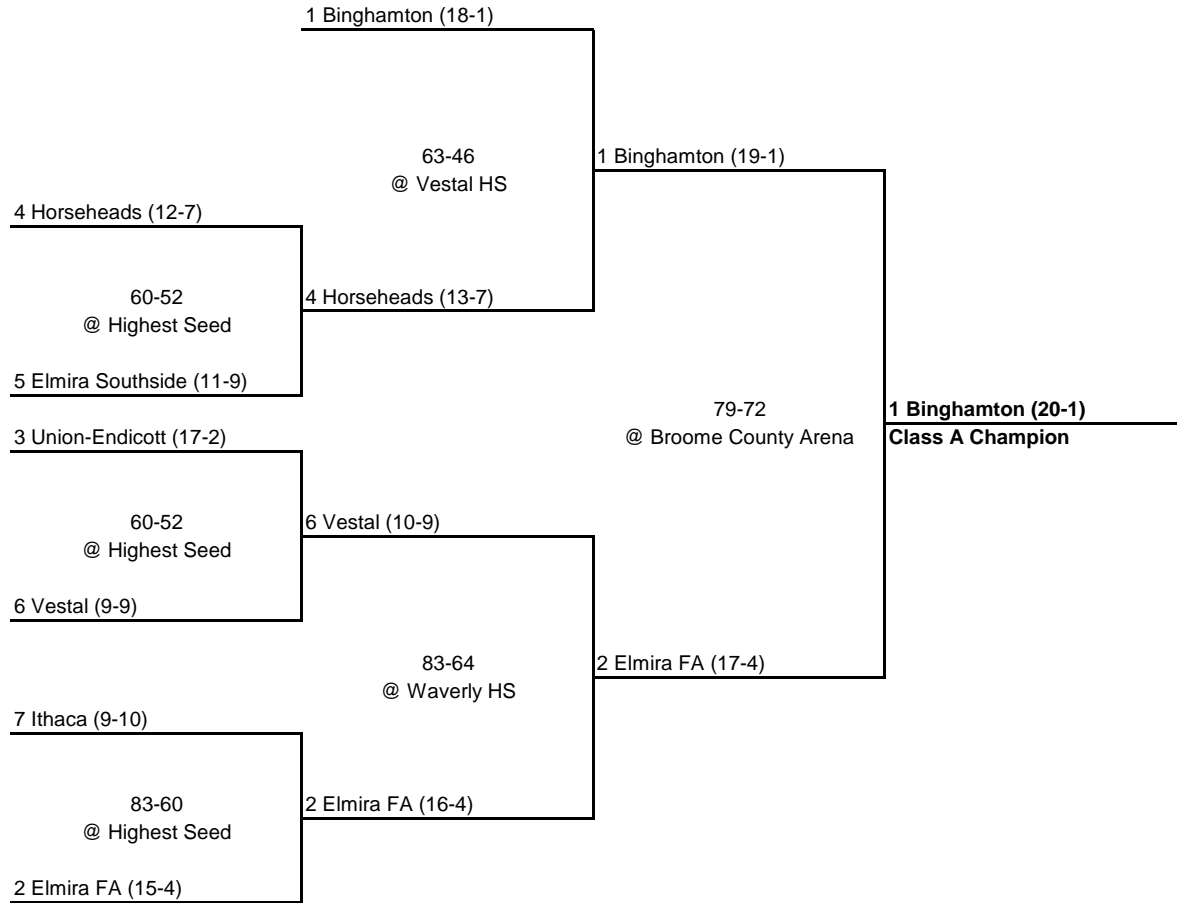 1 Binghamton (18-1)
63-46
@ Vestal HS
1 Binghamton (19-1)
4 Horseheads (12-7)
60-52
@ Highest Seed
4 Horseheads (13-7)
5 Elmira Southside (11-9)
79-72
@ Broome County Arena
1 Binghamton (20-1)
Class A Champion
3 Union-Endicott (17-2)
60-52
@ Highest Seed
6 Vestal (10-9)
6 Vestal (9-9)
83-64
@ Waverly HS
2 Elmira FA (17-4)
7 Ithaca (9-10)
83-60
@ Highest Seed
2 Elmira FA (16-4)
2 Elmira FA (15-4)